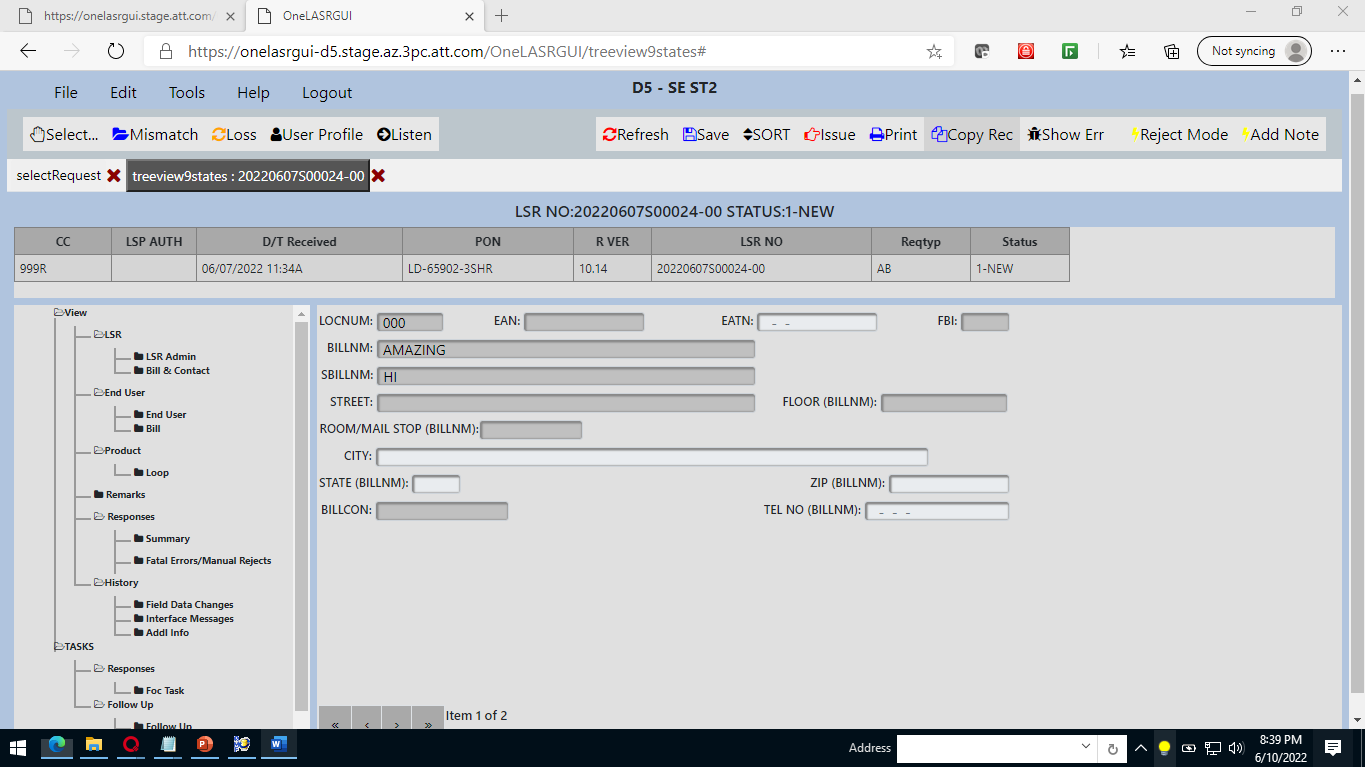 https://onelasrgui.stage.att.com/
OneLASRGUI
https://onelasrgui-d5.stage.az.3pc.att.com/OneLASRGUI/treeview9states#
Not syncing
File Edit Tools Help Logout
D5 - SE ST2
Select... Mismatch Loss User Profile Listen
Refresh Save SORT Issue Print Copy Rec Show Err Reject Mode Add Note
selectRequest treeview9states : 20220607S00024-00
LSR NO:20220607S00024-00 STATUS:1-NEW
CC LSP AUTH D/T Received PON R VER LSR NO Reqtyp Status
999R 06/07/2022 11:34A LD-65902-3SHR 10.14 20220607S00024-00 AB 1-NEW
View
LSR
LSR Admin
Bill & Contact
End User
End User
Bill
Product
Loop
Remarks
Responses
Summary
Fatal Errors/Manual Rejects
History
Field Data Changes
Interface Messages
Addl Info
TASKS
Responses
Foc Task
Follow Up
Follow Up
LOCNUM: 000 EAN: EATN: - - FBI:
BILLNM: AMAZING
SBILLNM: HI
STREET: FLOOR (BILLNM):
ROOM/MAIL STOP (BILLNM):
CITY:
STATE (BILLNM): ZIP (BILLNM):
BILLCON: TEL NO (BILLNM): - - -
« ‹ › » Item 1 of 2
Address
8:39 PM
6/10/2022